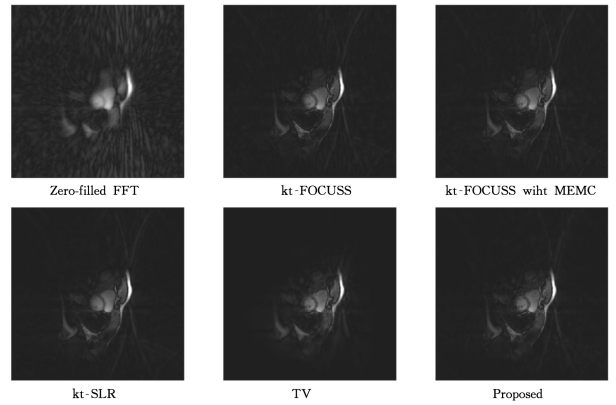 Zero-filled FFT
kt-FOCUSS
kt-FOCUSS wiht MEMC
kt-SLR
TV
Proposed